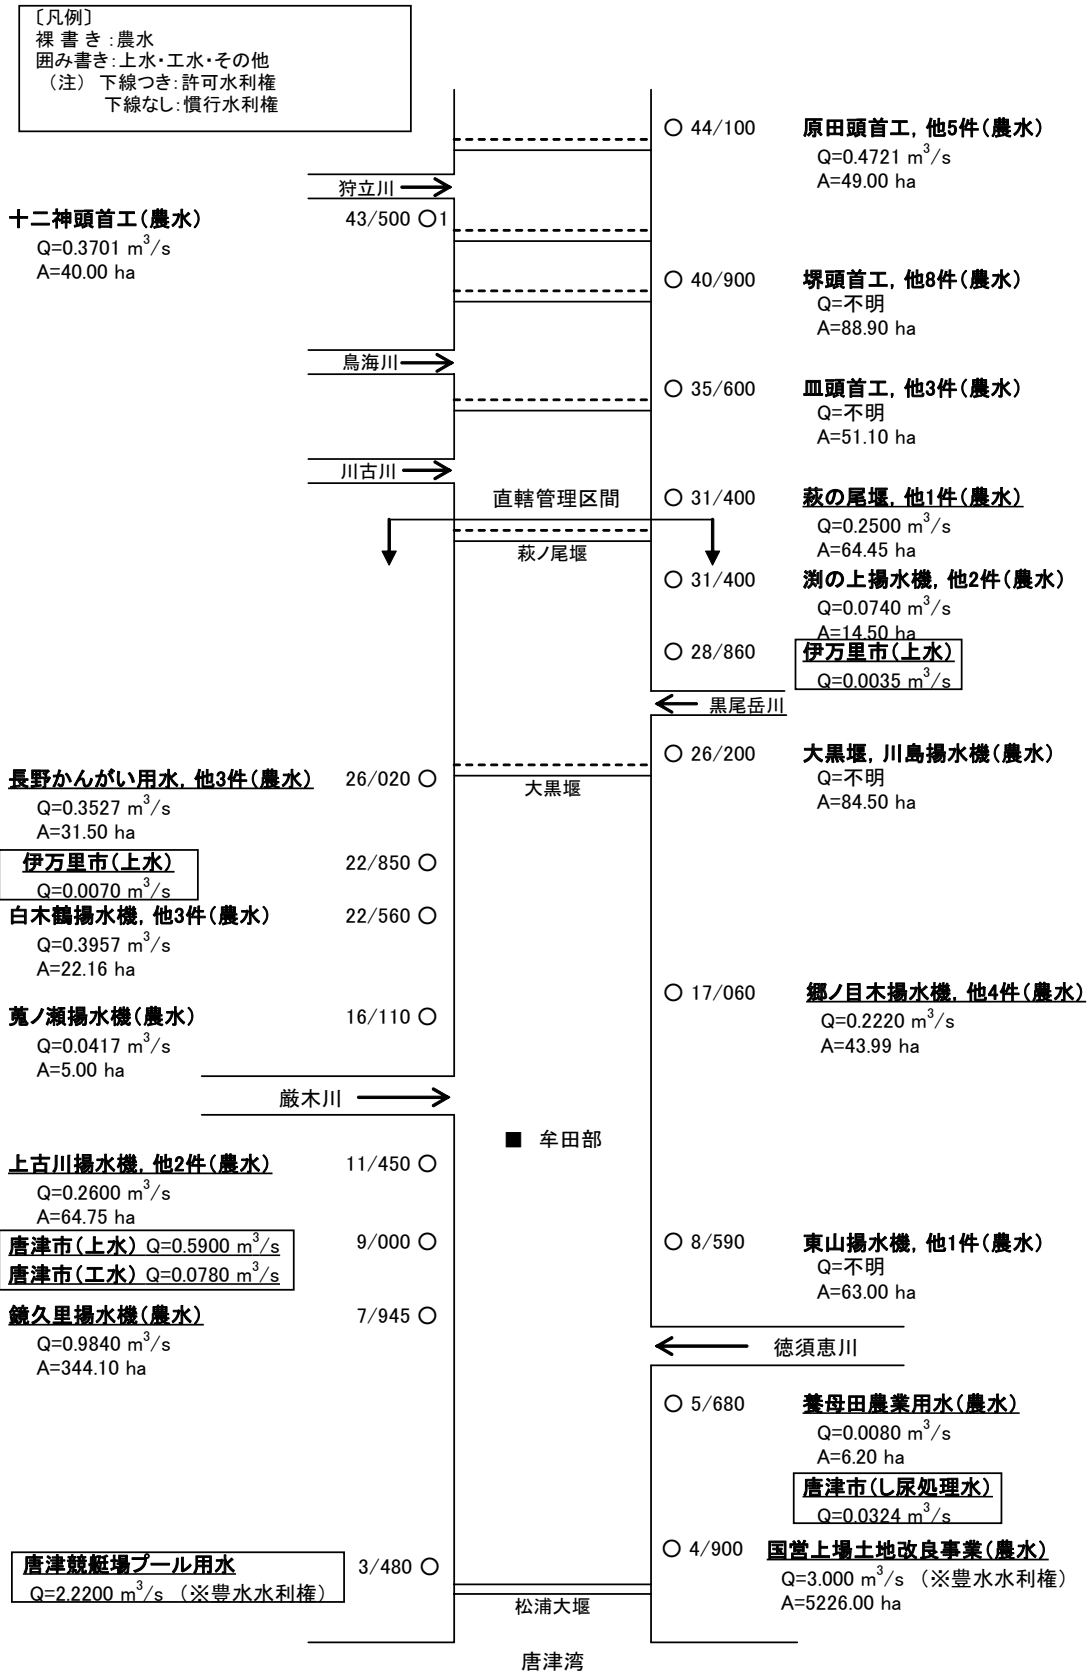 〔凡例〕
裸 書 き：農水
囲み書き：上水・工水・その他
（注） 下線つき：許可水利権
下線なし：慣行水利権
○ 44/100 原田頭首工，他5件（農水）
Q=0.4721 m³/s
A=49.00 ha
狩立川
十二神頭首工（農水） 43/500 ○1
Q=0.3701 m³/s
A=40.00 ha
○ 40/900 堺頭首工，他8件（農水）
Q=不明
A=88.90 ha
鳥海川
○ 35/600 皿頭首工，他3件（農水）
Q=不明
A=51.10 ha
川古川
直轄管理区間
○ 31/400 萩の尾堰，他1件（農水）
Q=0.2500 m³/s
A=64.45 ha
萩ノ尾堰
○ 31/400 渕の上揚水機，他2件（農水）
Q=0.0740 m³/s
A=14.50 ha
○ 28/860 伊万里市（上水）
Q=0.0035 m³/s
黒尾岳川
○ 26/200 大黒堰，川島揚水機（農水）
Q=不明
A=84.50 ha
大黒堰
長野かんがい用水，他3件（農水） 26/020 ○
Q=0.3527 m³/s
A=31.50 ha
伊万里市（上水） 22/850 ○
Q=0.0070 m³/s
白木鶴揚水機，他3件（農水） 22/560 ○
Q=0.3957 m³/s
A=22.16 ha
○ 17/060 郷ノ目木揚水機，他4件（農水）
Q=0.2220 m³/s
A=43.99 ha
蒐ノ瀬揚水機（農水） 16/110 ○
Q=0.0417 m³/s
A=5.00 ha
厳木川
■ 牟田部
上古川揚水機，他2件（農水） 11/450 ○
Q=0.2600 m³/s
A=64.75 ha
唐津市（上水） Q=0.5900 m³/s 9/000 ○
唐津市（工水） Q=0.0780 m³/s
○ 8/590 東山揚水機，他1件（農水）
Q=不明
A=63.00 ha
鏡久里揚水機（農水） 7/945 ○
Q=0.9840 m³/s
A=344.10 ha
徳須恵川
○ 5/680 養母田農業用水（農水）
Q=0.0080 m³/s
A=6.20 ha
唐津市（し尿処理水）
Q=0.0324 m³/s
○ 4/900 国営上場土地改良事業（農水）
Q=3.000 m³/s （※豊水水利権）
A=5226.00 ha
唐津競艇場プール用水 3/480 ○
Q=2.2200 m³/s （※豊水水利権）
松浦大堰
唐津湾